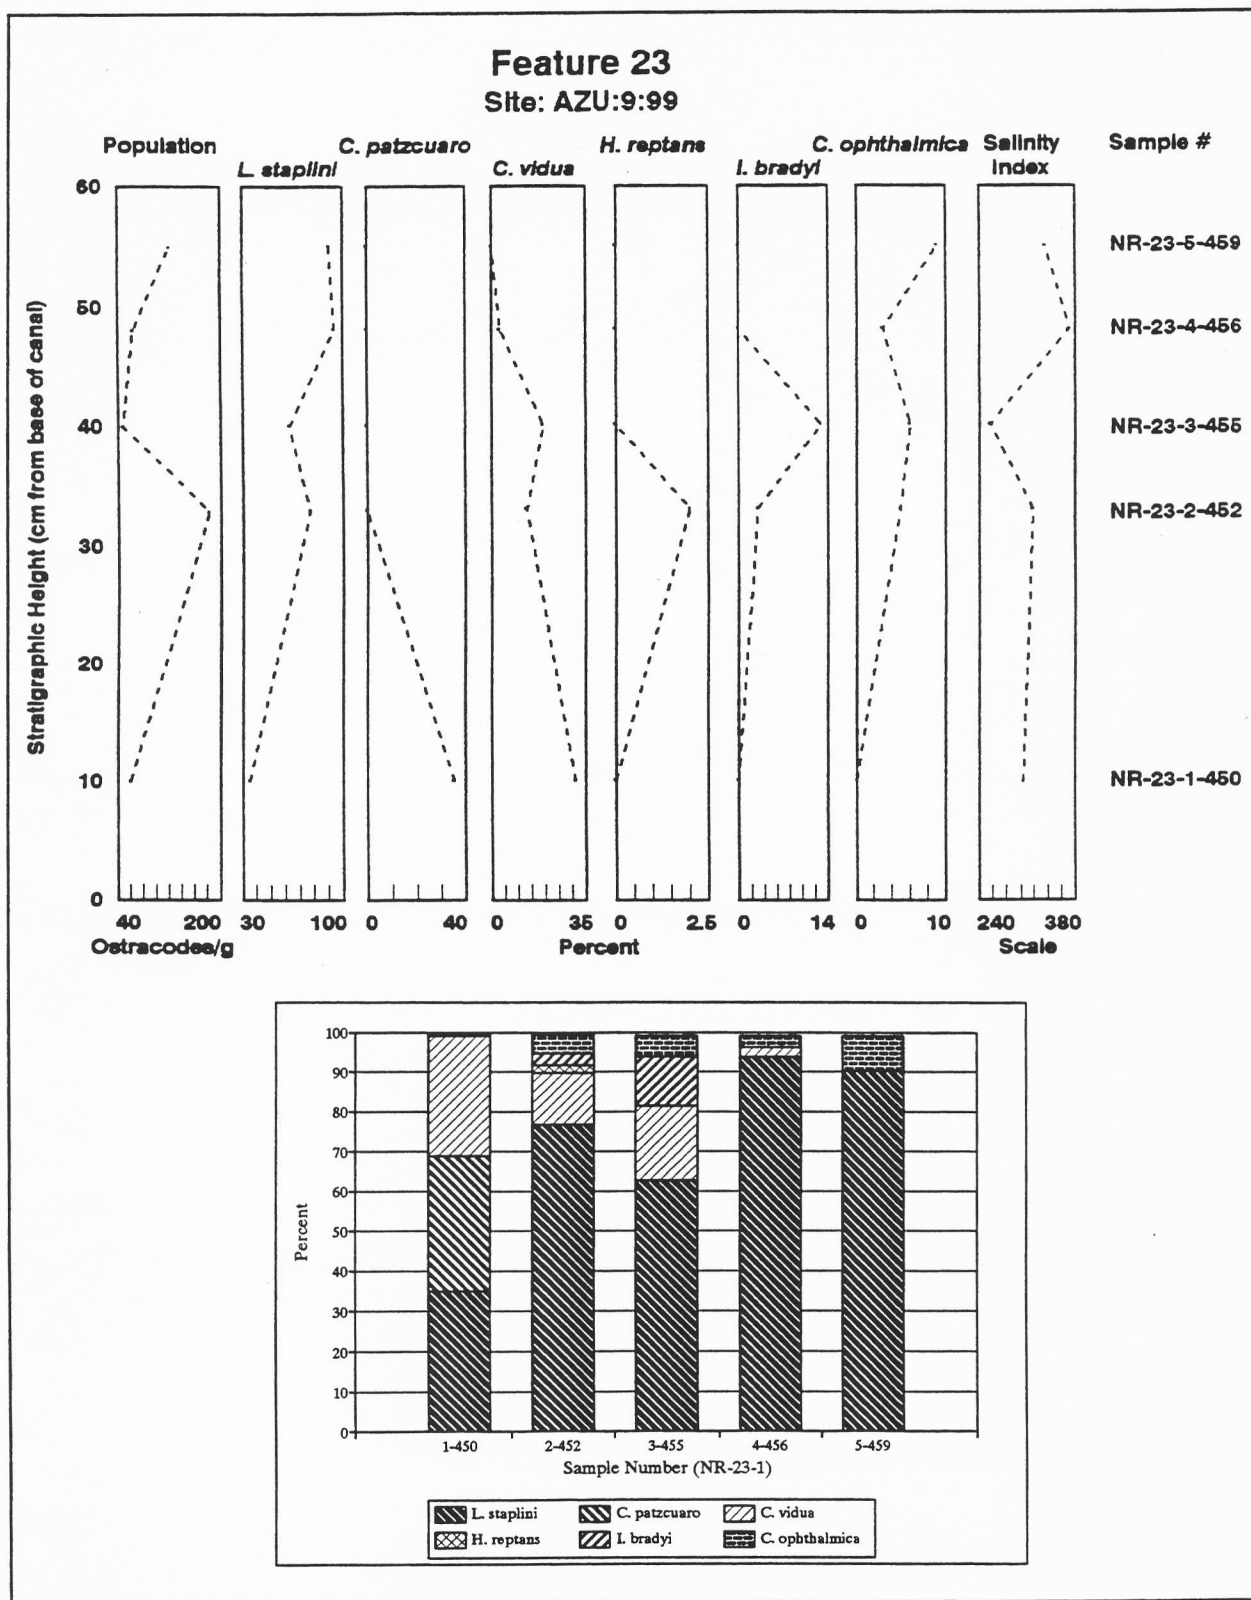 Feature 23
Site: AZU:9:99
Population
L. staplini
C. patzcuaro
C. vidua
H. reptans
I. bradyi
C. ophthalmica
Salinity
Index
Sample #
Stratigraphic Height (cm from base of canal)
60
50
40
30
20
10
0
NR-23-5-459
NR-23-4-456
NR-23-3-455
NR-23-2-452
NR-23-1-450
40 200 30 100 0 40 0 35 0 2.5 0 14 0 10 240 380
Ostracodes/g Percent Scale
Percent
100
90
80
70
60
50
40
30
20
10
0
1-450 2-452 3-455 4-456 5-459
Sample Number (NR-23-1)
L. staplini C. patzcuaro C. vidua
H. reptans I. bradyi C. ophthalmica